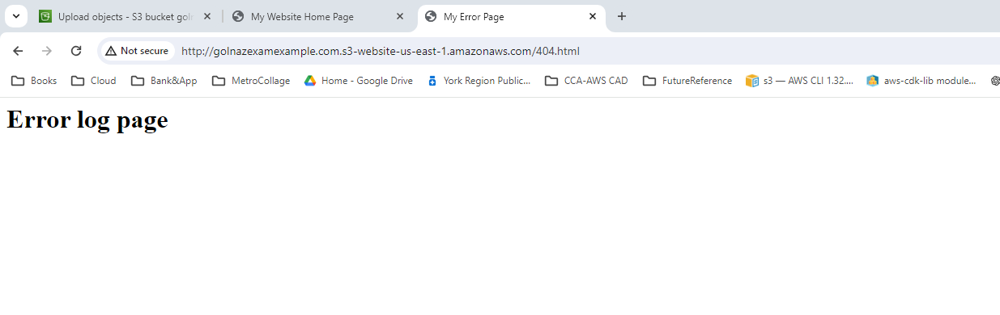 Upload objects - S3 bucket goln
My Website Home Page
My Error Page
Not secure
http://golnazexamexample.com.s3-website-us-east-1.amazonaws.com/404.html
Books
Cloud
Bank&App
MetroCollage
Home - Google Drive
York Region Public...
CCA-AWS CAD
FutureReference
s3 — AWS CLI 1.32....
aws-cdk-lib module...
Error log page